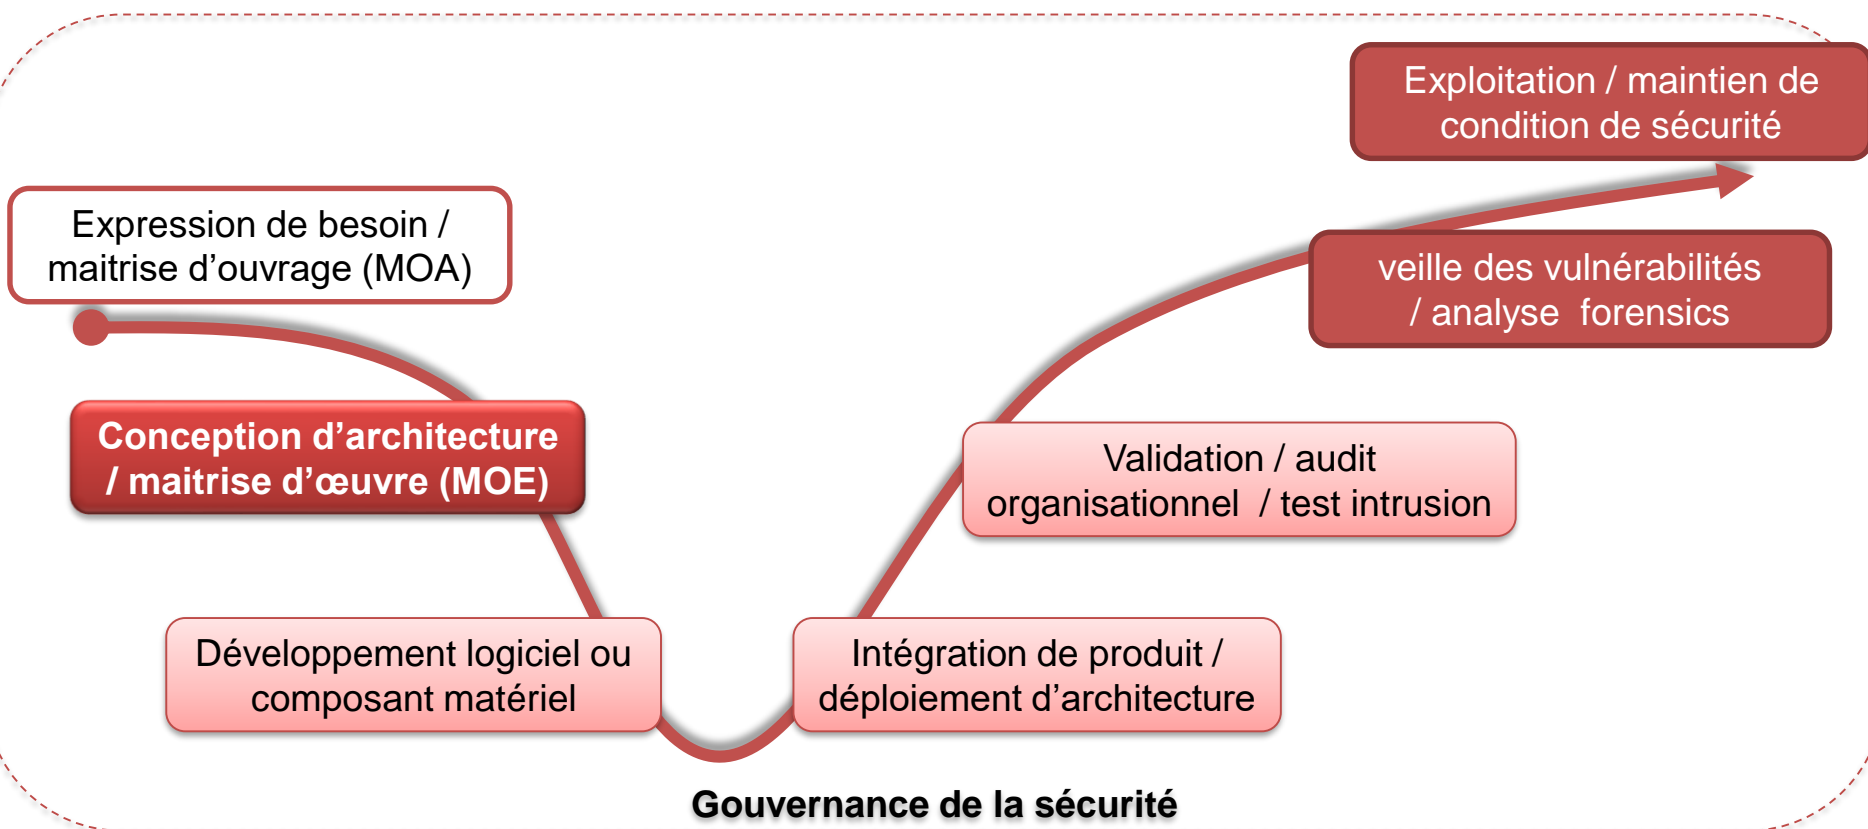 Expression de besoin /
maitrise d’ouvrage (MOA)
Conception d’architecture
/ maitrise d’œuvre (MOE)
Développement logiciel ou
composant matériel
Intégration de produit /
déploiement d’architecture
Validation / audit
organisationnel / test intrusion
veille des vulnérabilités
/ analyse forensics
Exploitation / maintien de
condition de sécurité
Gouvernance de la sécurité